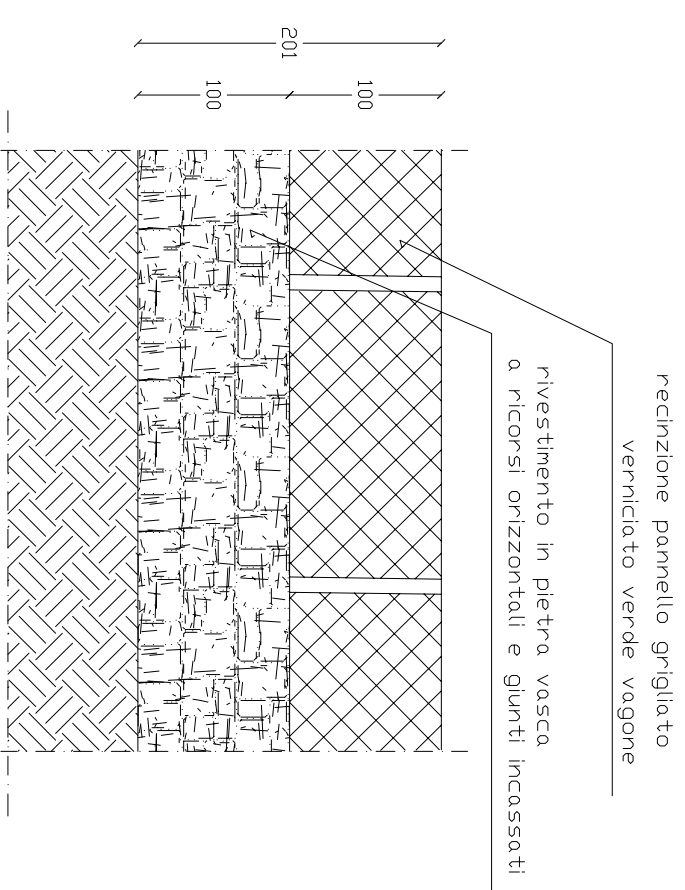 recinzione pannello grigliato
verniciato verde vagone
rivestimento in pietra vasca
a ricorsi orizzontali e giunti incassati
201
100
100